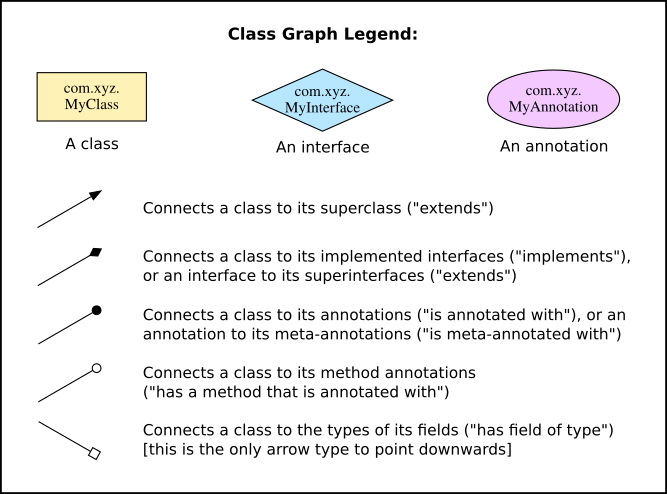 Class Graph Legend:
com.xyz.
MyClass
com.xyz.
MyInterface
com.xyz.
MyAnnotation
A class
An interface
An annotation
Connects a class to its superclass ("extends")
Connects a class to its implemented interfaces ("implements"),
or an interface to its superinterfaces ("extends")
Connects a class to its annotations ("is annotated with"), or an
annotation to its meta-annotations ("is meta-annotated with")
Connects a class to its method annotations
("has a method that is annotated with")
Connects a class to the types of its fields ("has field of type")
[this is the only arrow type to point downwards]